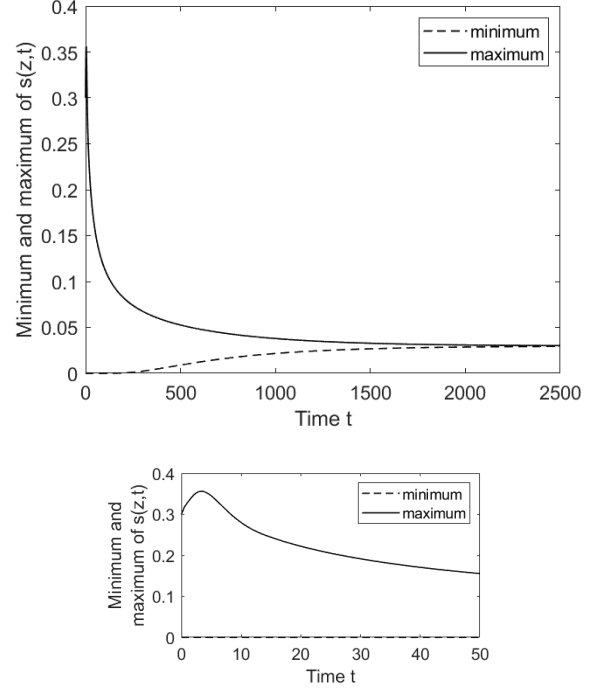 0.4
0.35
0.3
0.25
0.2
0.15
0.1
0.05
0
Minimum and maximum of s(z,t)
minimum
maximum
0 500 1000 1500 2000 2500
Time t
0.4
0.3
0.2
0.1
0
Minimum and
maximum of s(z,t)
minimum
maximum
0 10 20 30 40 50
Time t